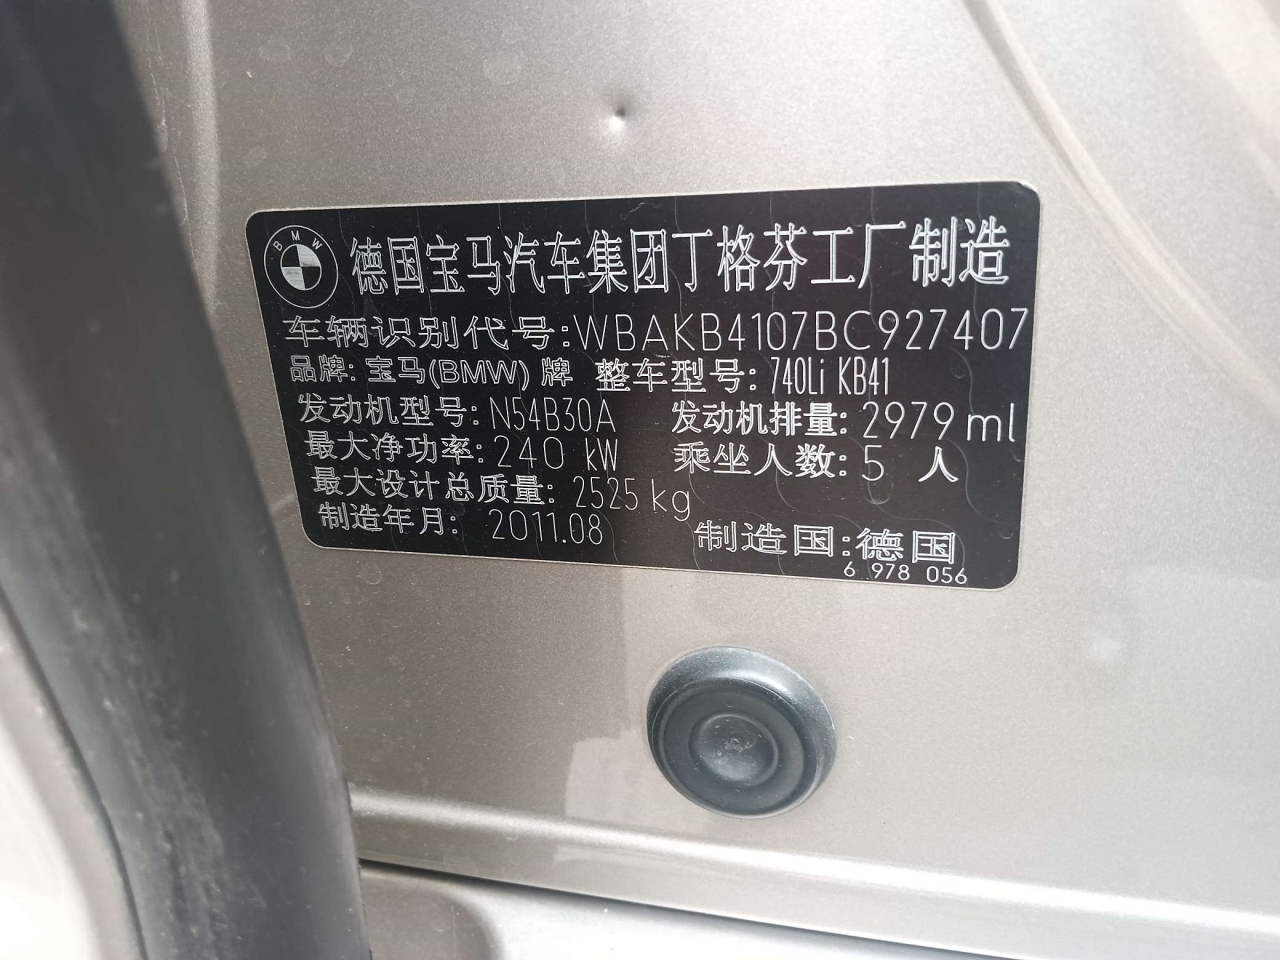 BMW
德国宝马汽车集团丁格芬工厂制造
车辆识别代号:WBAKB4107BC927407
品牌: 宝马(BMW) 牌 整车型号: 740Li KB41
发动机型号: N54B30A 发动机排量: 2979 ml
最大净功率: 240 kW 乘坐人数: 5 人
最大设计总质量: 2525 kg
制造年月: 2011.08 制造国: 德国
6 978 056